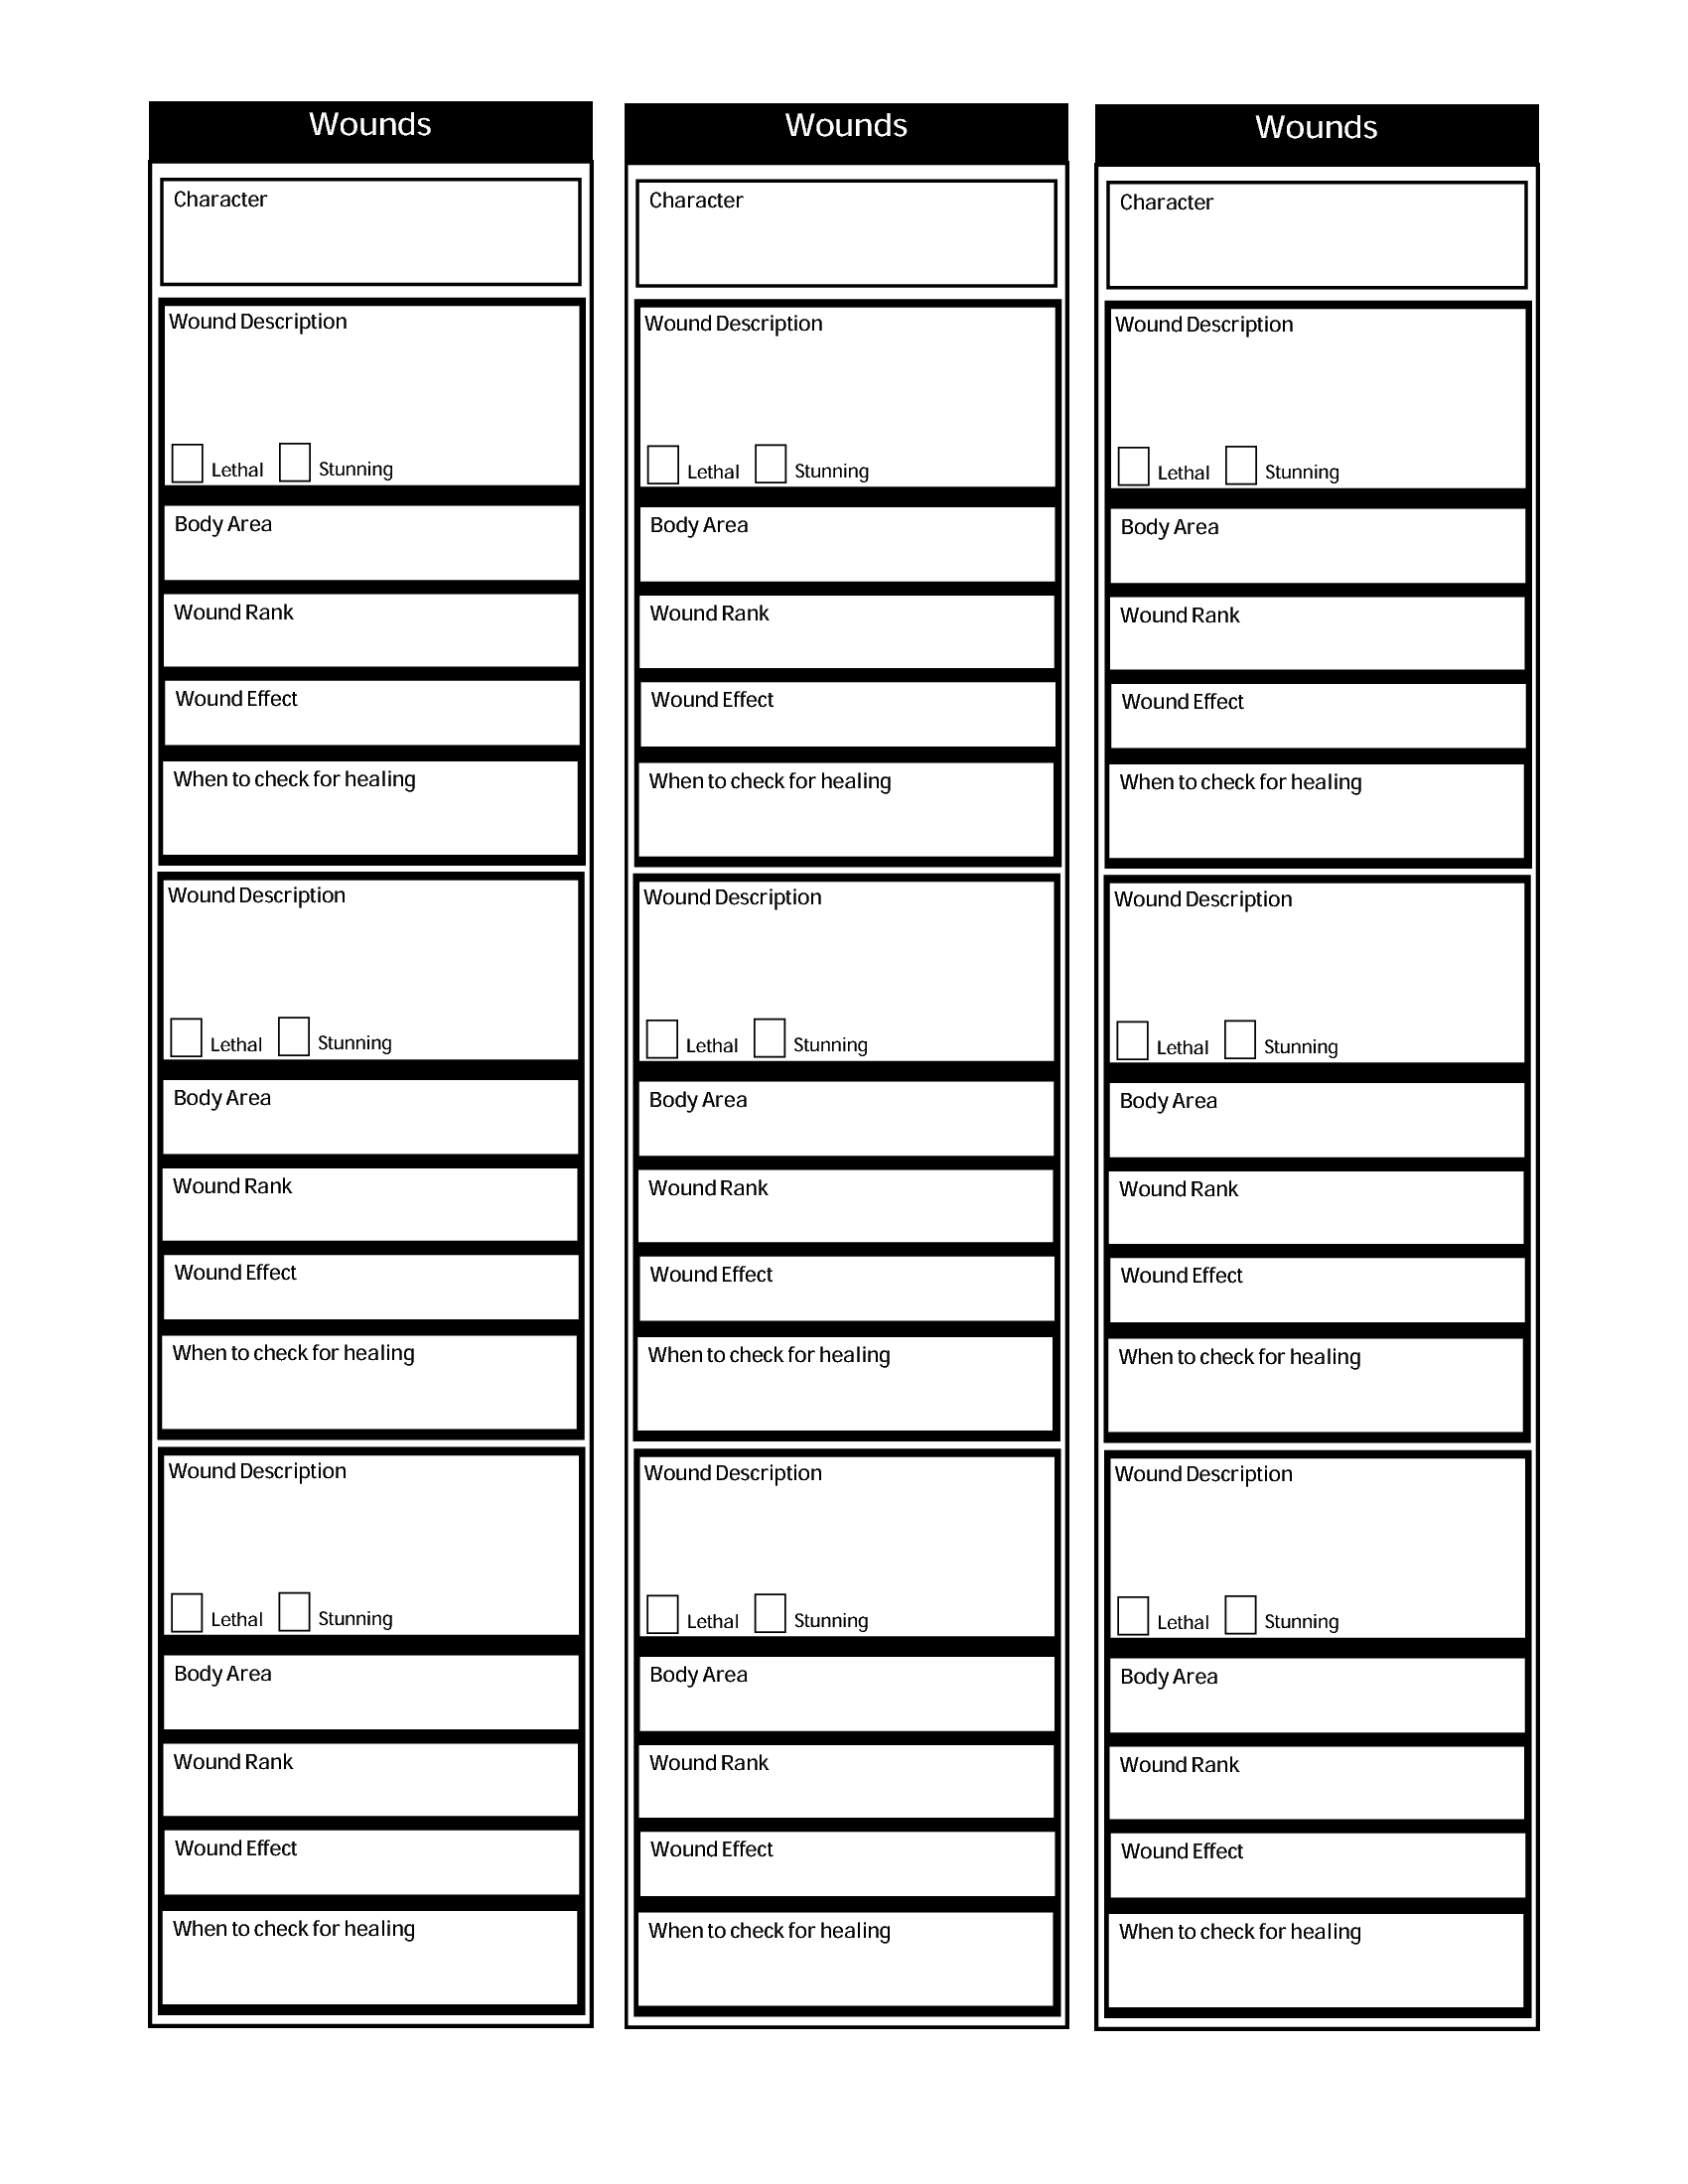 Wounds
Character
Wound Description
Lethal Stunning
Body Area
Wound Rank
Wound Effect
When to check for healing
Wound Description
Lethal Stunning
Body Area
Wound Rank
Wound Effect
When to check for healing
Wound Description
Lethal Stunning
Body Area
Wound Rank
Wound Effect
When to check for healing
Wounds
Character
Wound Description
Lethal Stunning
Body Area
Wound Rank
Wound Effect
When to check for healing
Wound Description
Lethal Stunning
Body Area
Wound Rank
Wound Effect
When to check for healing
Wound Description
Lethal Stunning
Body Area
Wound Rank
Wound Effect
When to check for healing
Wounds
Character
Wound Description
Lethal Stunning
Body Area
Wound Rank
Wound Effect
When to check for healing
Wound Description
Lethal Stunning
Body Area
Wound Rank
Wound Effect
When to check for healing
Wound Description
Lethal Stunning
Body Area
Wound Rank
Wound Effect
When to check for healing